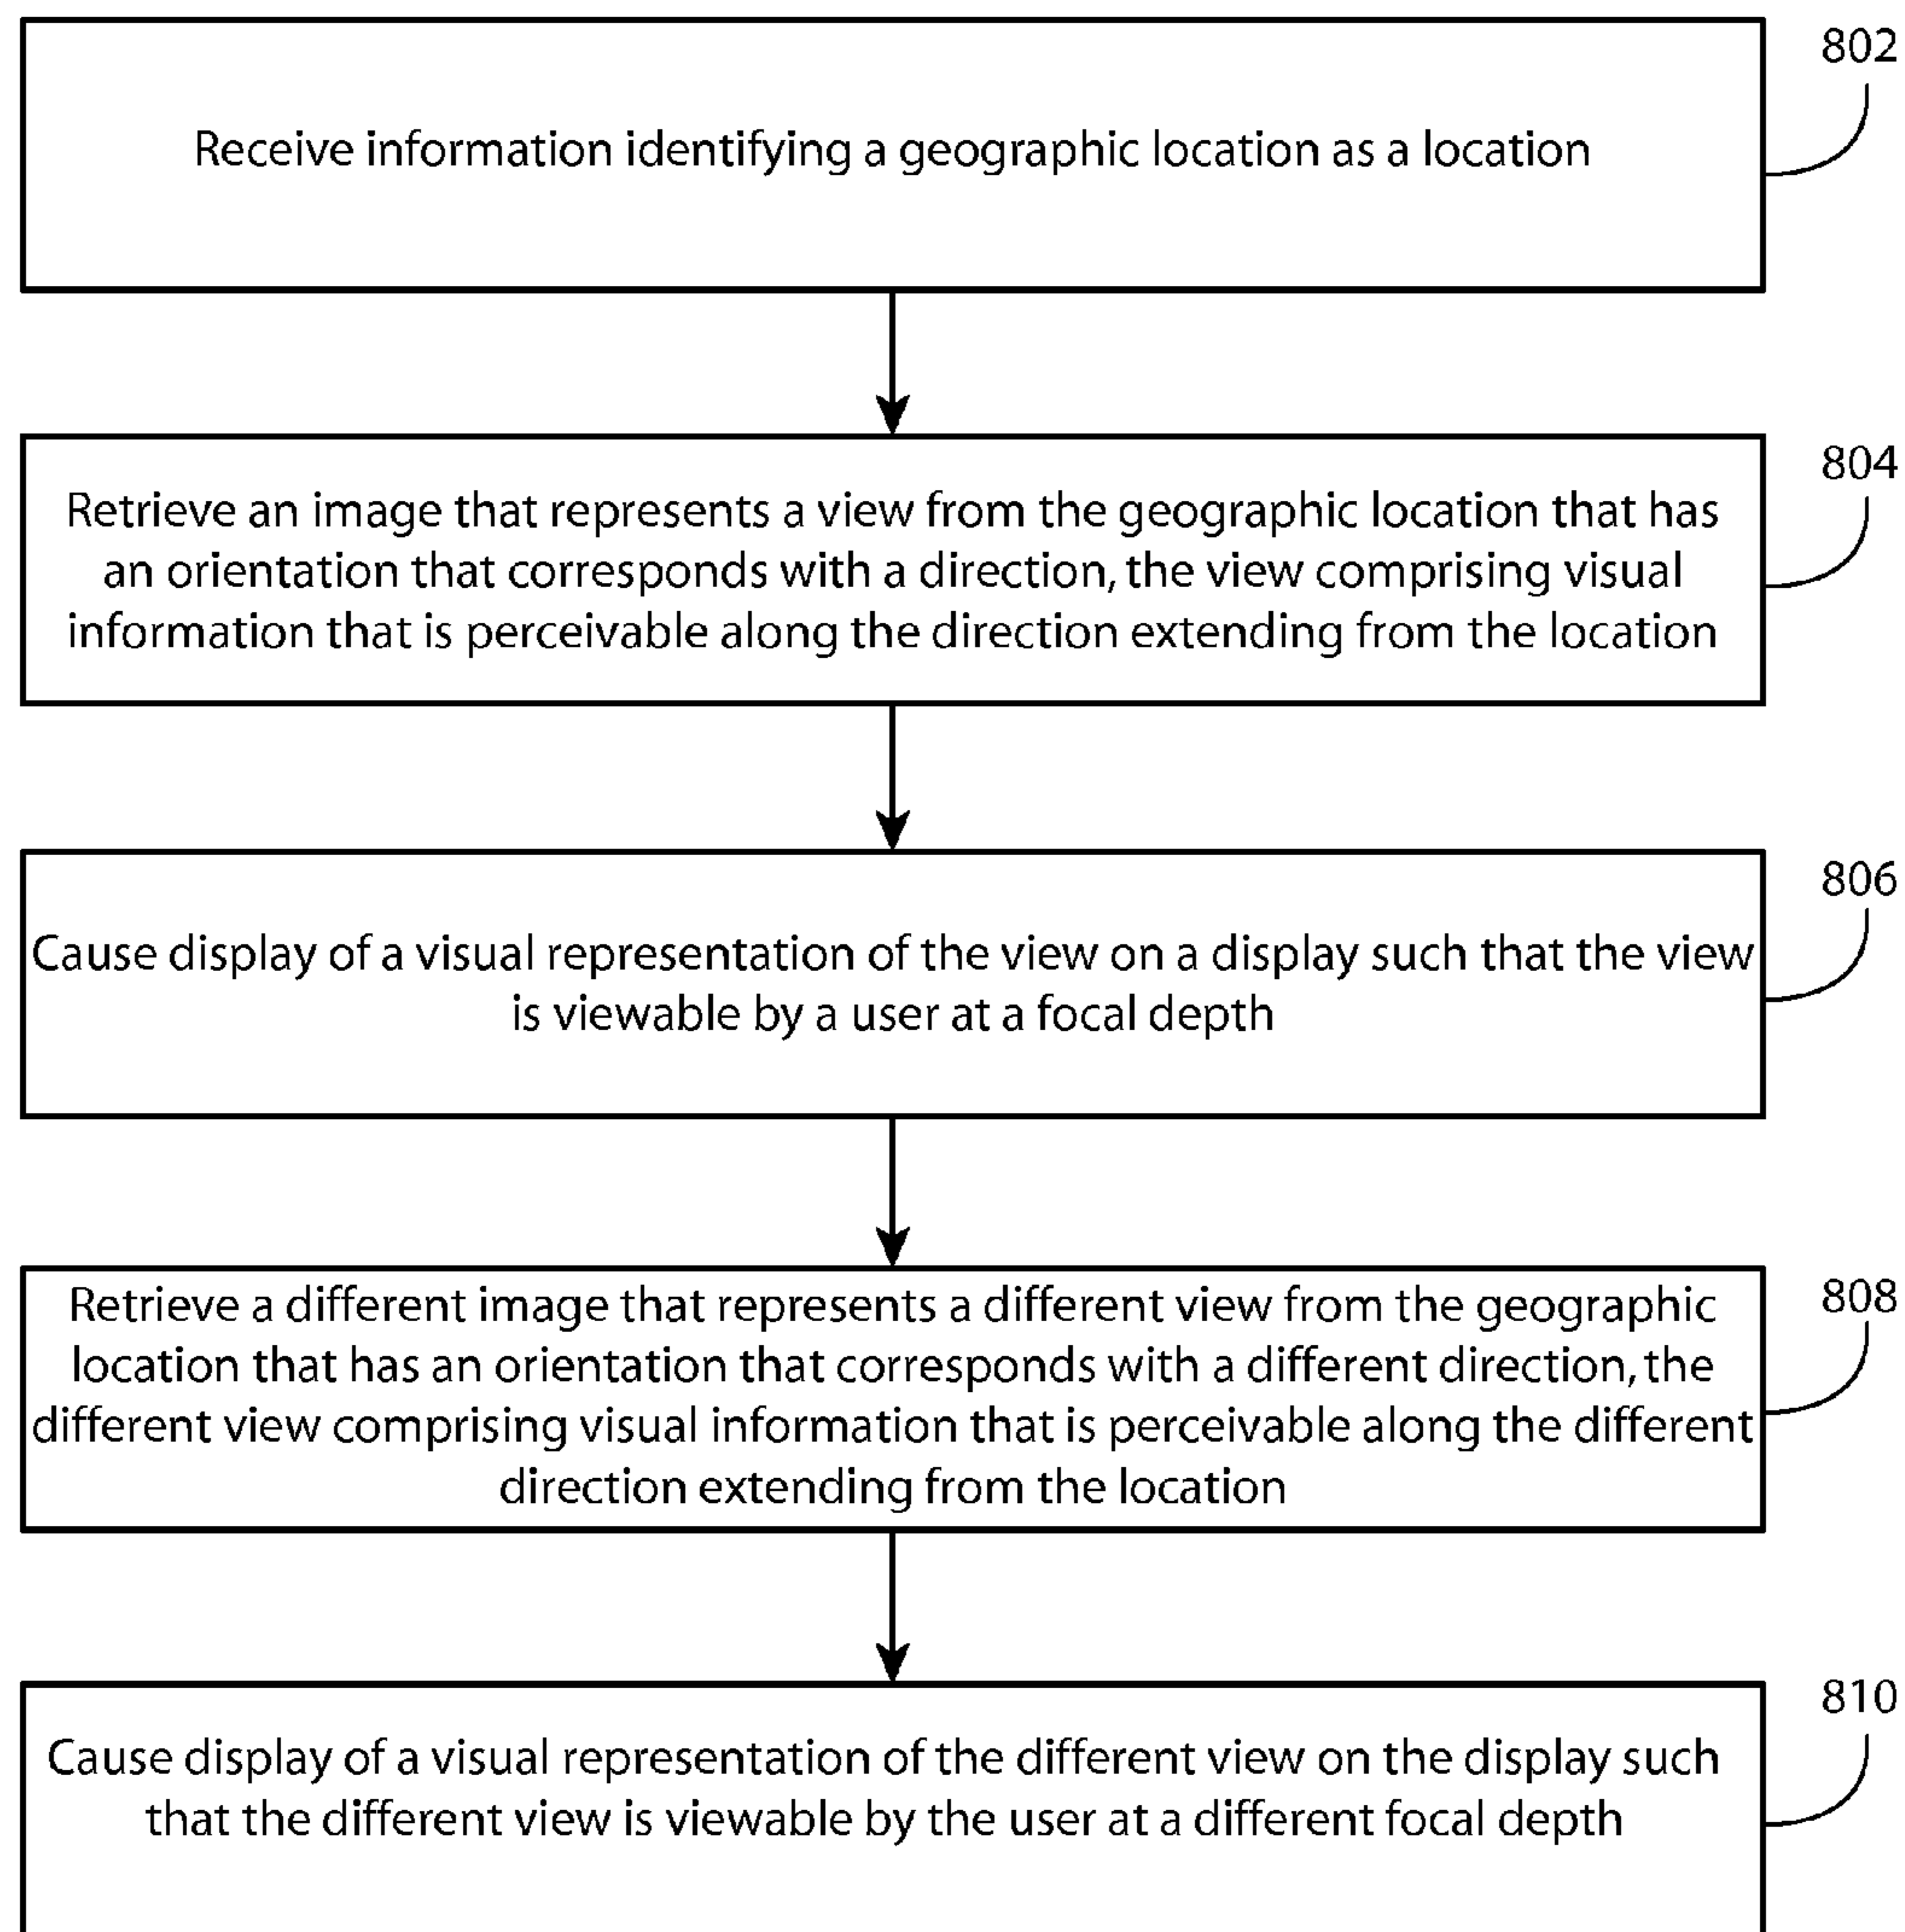 802
Receive information identifying a geographic location as a location
804
Retrieve an image that represents a view from the geographic location that has
an orientation that corresponds with a direction, the view comprising visual
information that is perceivable along the direction extending from the location
806
Cause display of a visual representation of the view on a display such that the view
is viewable by a user at a focal depth
808
Retrieve a different image that represents a different view from the geographic
location that has an orientation that corresponds with a different direction, the
different view comprising visual information that is perceivable along the different
direction extending from the location
810
Cause display of a visual representation of the different view on the display such
that the different view is viewable by the user at a different focal depth